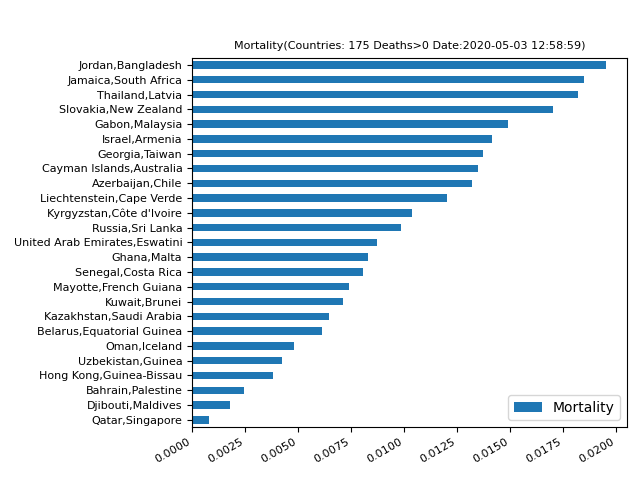 Mortality(Countries: 175 Deaths>0 Date:2020-05-03 12:58:59)
Jordan,Bangladesh
Jamaica,South Africa
Thailand,Latvia
Slovakia,New Zealand
Gabon,Malaysia
Israel,Armenia
Georgia,Taiwan
Cayman Islands,Australia
Azerbaijan,Chile
Liechtenstein,Cape Verde
Kyrgyzstan,Côte d'Ivoire
Russia,Sri Lanka
United Arab Emirates,Eswatini
Ghana,Malta
Senegal,Costa Rica
Mayotte,French Guiana
Kuwait,Brunei
Kazakhstan,Saudi Arabia
Belarus,Equatorial Guinea
Oman,Iceland
Uzbekistan,Guinea
Hong Kong,Guinea-Bissau
Bahrain,Palestine
Djibouti,Maldives
Qatar,Singapore
Mortality
0.0000 0.0025 0.0050 0.0075 0.0100 0.0125 0.0150 0.0175 0.0200